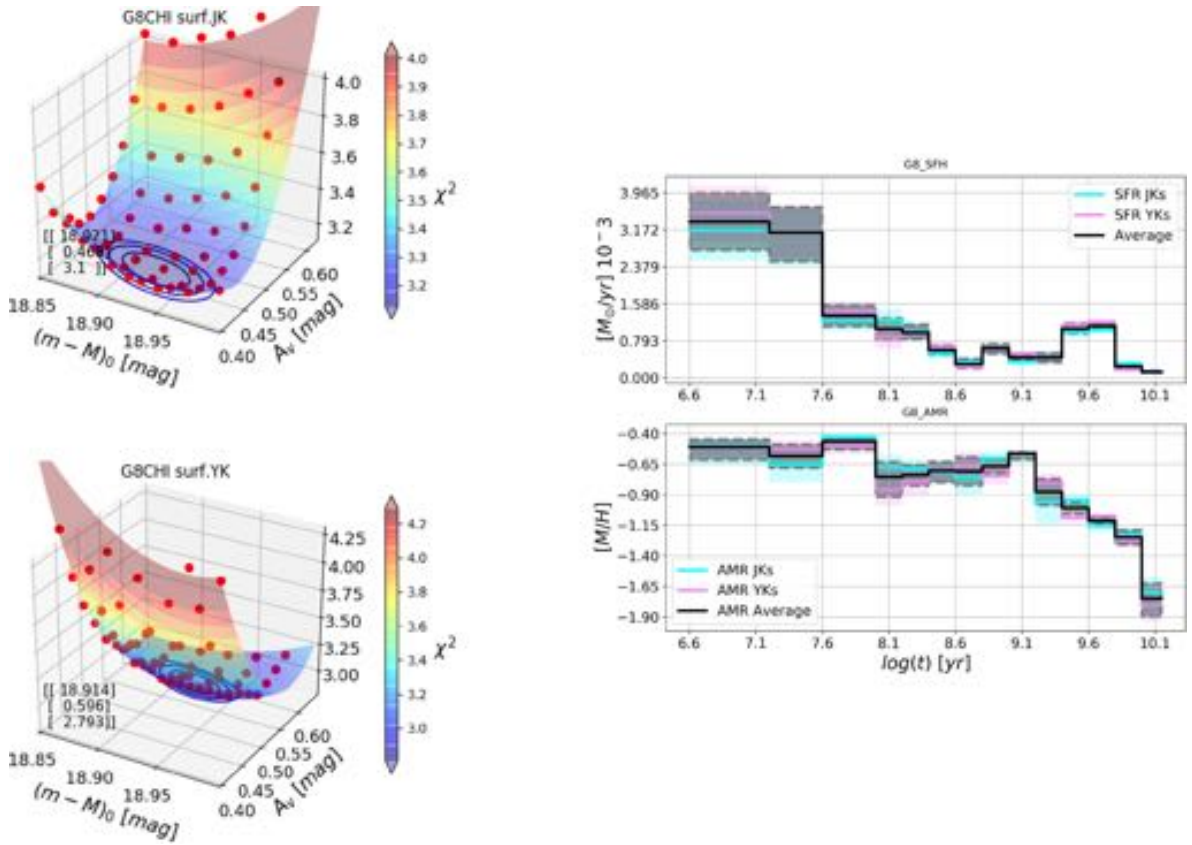 G8CHI surf.JK
4.0
3.8
3.6
3.4
3.2
4.0
3.9
3.8
3.7
3.6
3.5
3.4
3.3
3.2
χ²
[[ 18.921]
[ 3.1 ]]
18.85
18.90
18.95
(m − M)₀ [mag]
0.40
0.45
0.50
0.55
0.60
Aᵥ [mag]
G8CHI surf.YK
4.25
4.00
3.75
3.50
3.25
3.00
4.2
4.0
3.8
3.6
3.4
3.2
3.0
χ²
[[ 18.914]
[ 0.596]
[ 2.793]]
18.85
18.90
18.95
(m − M)₀ [mag]
0.40
0.45
0.50
0.55
0.60
Aᵥ [mag]
G8_SFH
3.965
3.172
2.379
1.586
0.793
0.000
[M⊙/yr] 10⁻ 3
SFR JKs
SFR YKs
Average
6.6 7.1 7.6 8.1 8.6 9.1 9.6 10.1
G8_AMR
−0.40
−0.65
−0.90
−1.15
−1.40
−1.65
−1.90
[M/H]
AMR JKs
AMR YKs
AMR Average
6.6 7.1 7.6 8.1 8.6 9.1 9.6 10.1
log(t) [yr]